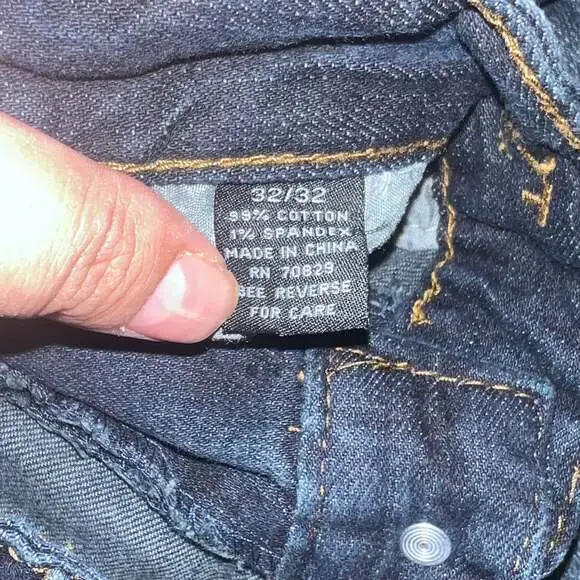 32/32
99% COTTON
1% SPANDEX
MADE IN CHINA
RN 70829
SEE REVERSE
FOR CARE